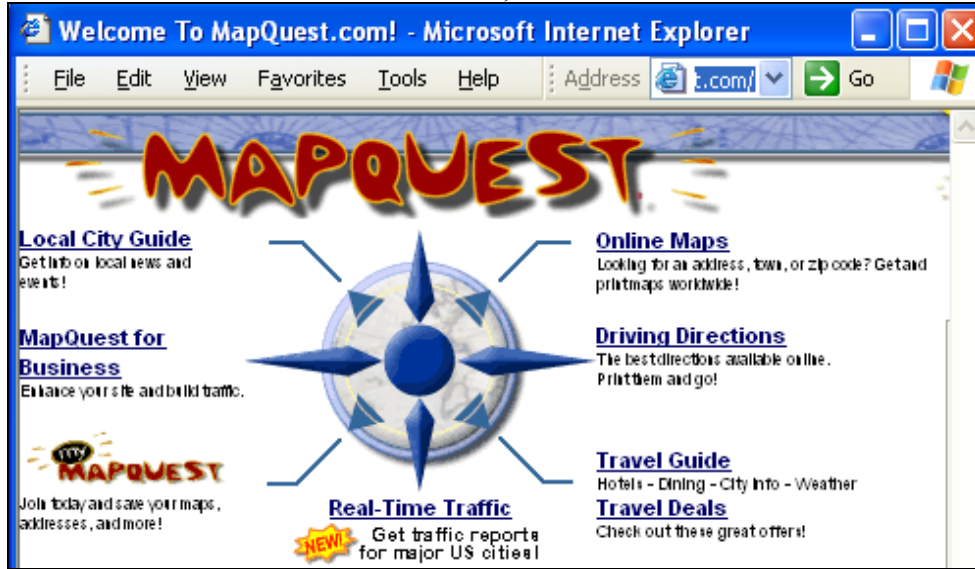 Welcome To MapQuest.com! - Microsoft Internet Explorer
File Edit View Favorites Tools Help Address t.com/ Go
MAPQUEST
Local City Guide
Get info on local news and
events!
Online Maps
Looking for an address, town, or zip code? Get and
print maps worldwide!
MapQuest for
Business
Enhance your site and build traffic.
Driving Directions
The best directions available online.
Print them and go!
my
MAPQUEST
Join today and save your maps,
addresses, and more!
Real-Time Traffic
NEW! Get traffic reports
for major US cities!
Travel Guide
Hotels - Dining - City Info - Weather
Travel Deals
Check out these great offers!